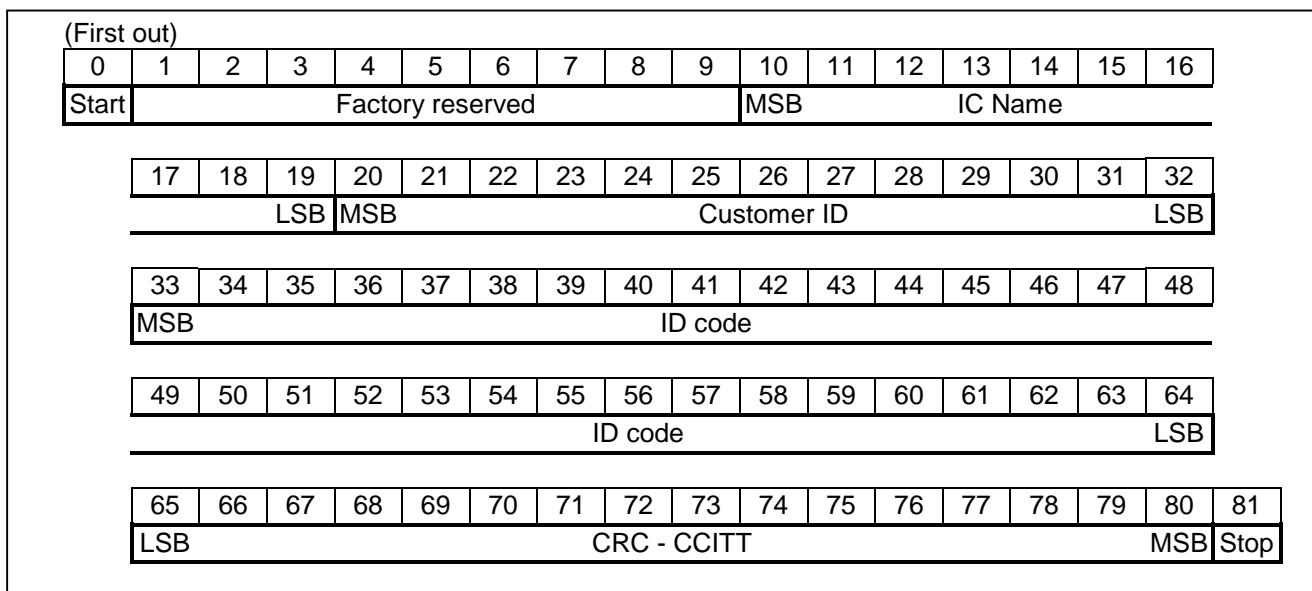 (First out)
0 1 2 3 4 5 6 7 8 9 10 11 12 13 14 15 16
Start Factory reserved MSB IC Name
17 18 19 20 21 22 23 24 25 26 27 28 29 30 31 32
LSB MSB Customer ID LSB
33 34 35 36 37 38 39 40 41 42 43 44 45 46 47 48
MSB ID code
49 50 51 52 53 54 55 56 57 58 59 60 61 62 63 64
ID code LSB
65 66 67 68 69 70 71 72 73 74 75 76 77 78 79 80 81
LSB CRC - CCITT MSB Stop